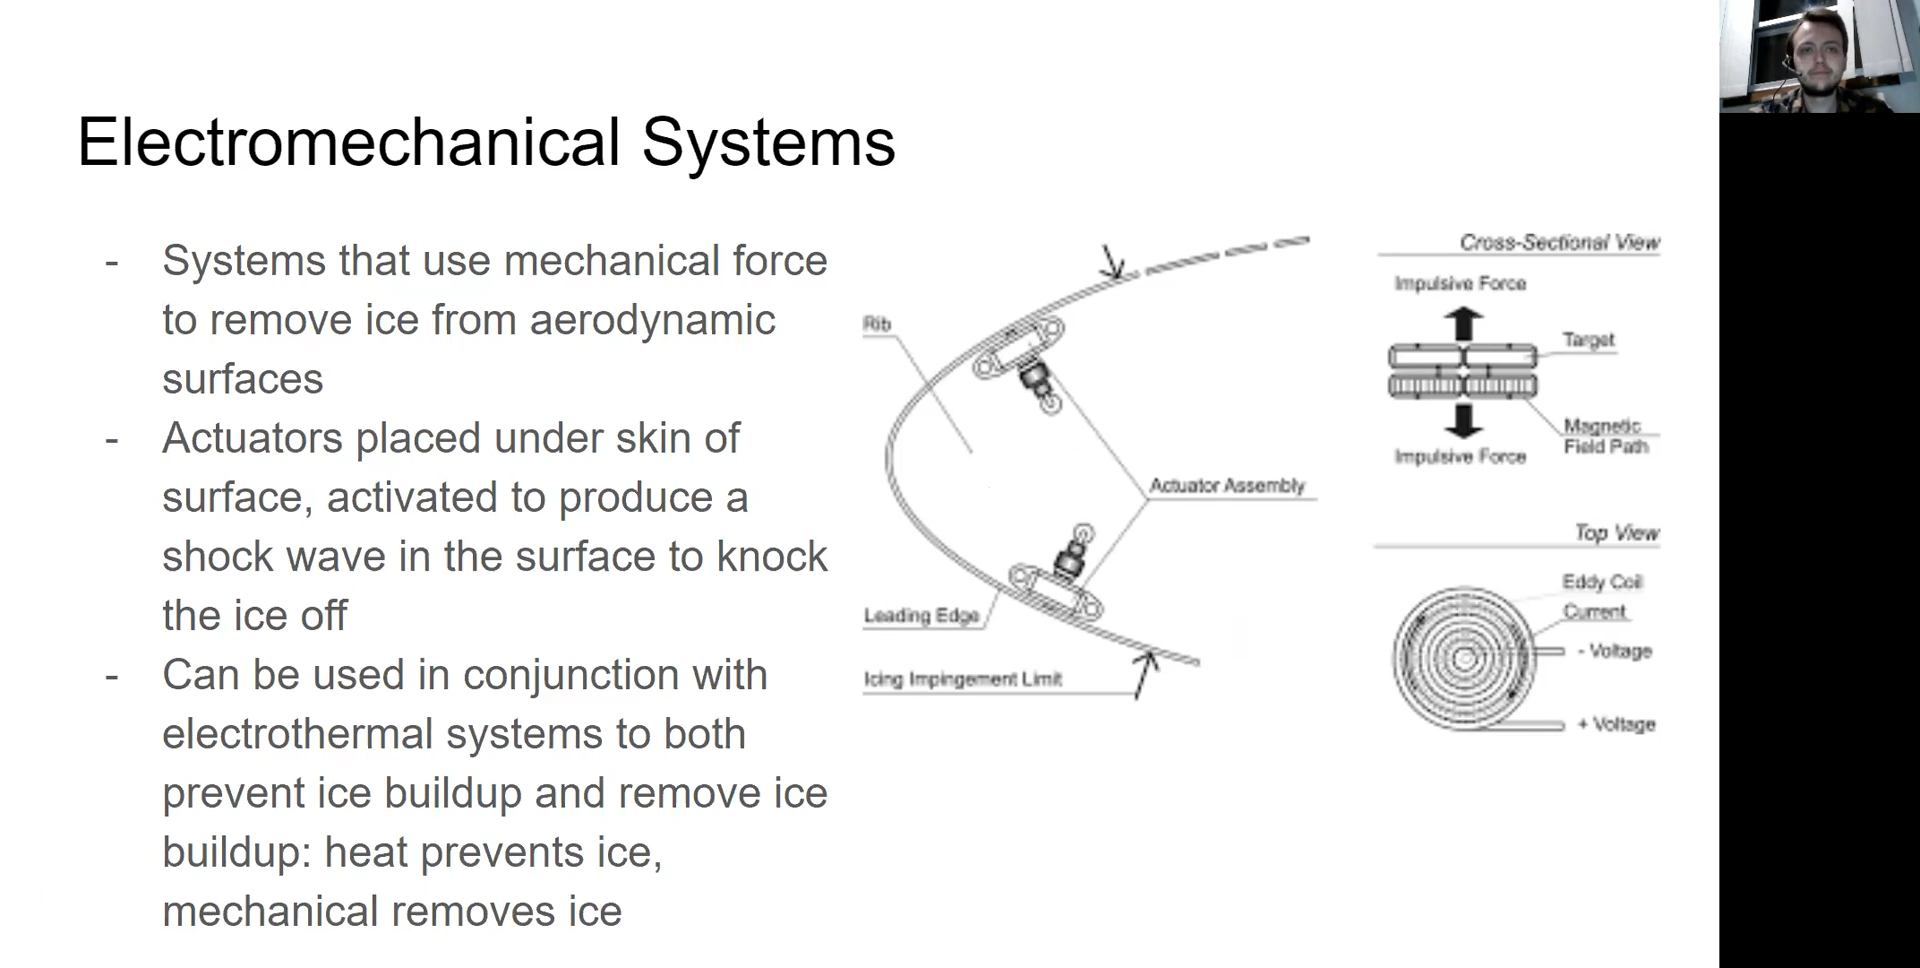 Electromechanical Systems
- Systems that use mechanical force
to remove ice from aerodynamic
surfaces
- Actuators placed under skin of
surface, activated to produce a
shock wave in the surface to knock
the ice off
- Can be used in conjunction with
electrothermal systems to both
prevent ice buildup and remove ice
buildup: heat prevents ice,
mechanical removes ice
Rib
Actuator Assembly
Leading Edge
Icing Impingement Limit
Cross-Sectional View
Impulsive Force
Target
Magnetic
Field Path
Impulsive Force
Top View
Eddy Coil
Current
- Voltage
+ Voltage